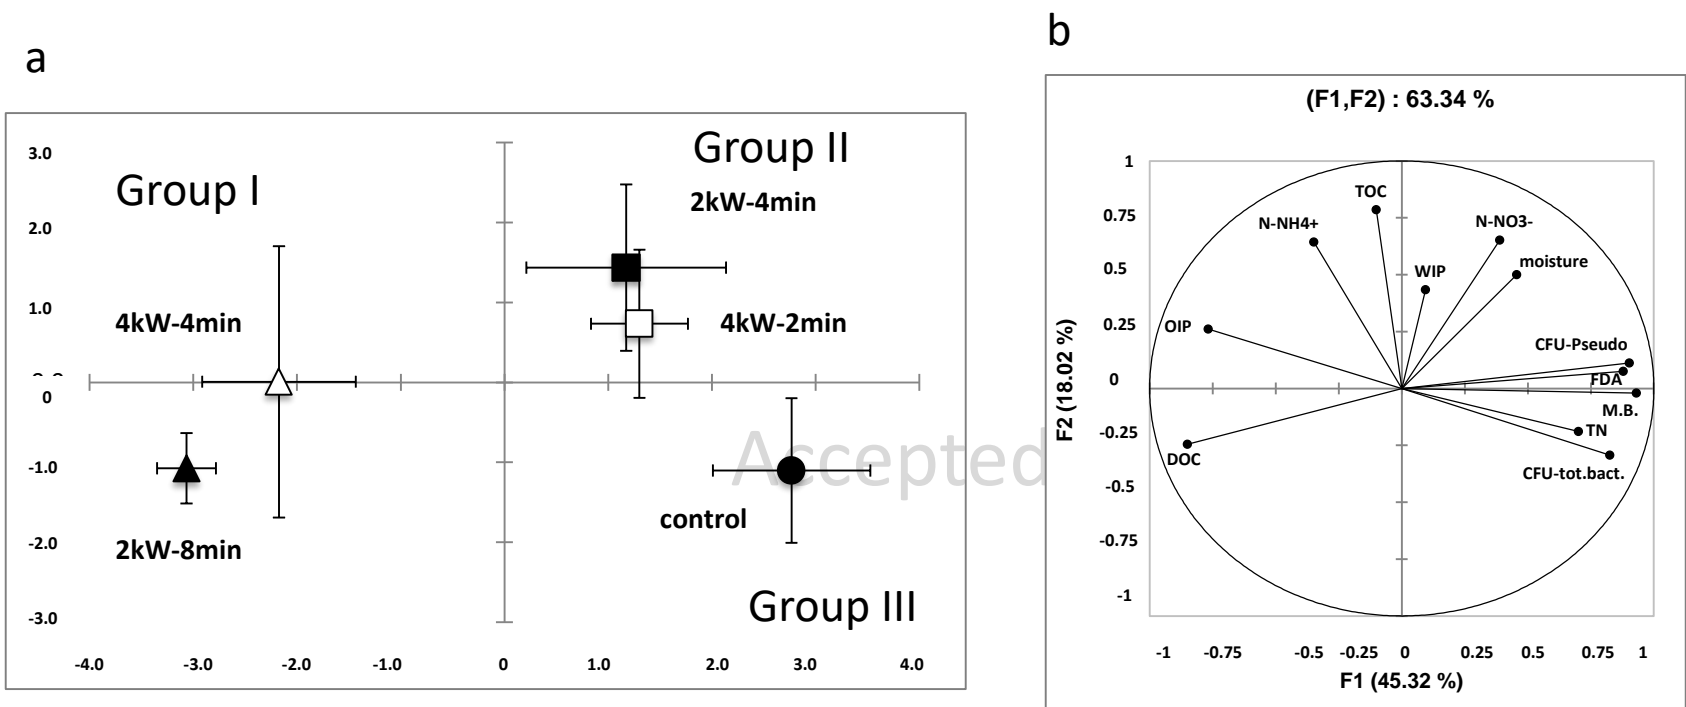 a
Group I
Group II
2kW-4min
4kW-4min
4kW-2min
2kW-8min
control
Group III
3.0
2.0
1.0
0
-1.0
-2.0
-3.0
-4.0 -3.0 -2.0 -1.0 0 1.0 2.0 3.0 4.0
Accepted
b
(F1,F2) : 63.34 %
1
0.75
0.5
0.25
0
-0.25
-0.5
-0.75
-1
F2 (18.02 %)
TOC
N-NH4+
N-NO3-
moisture
WIP
OIP
CFU-Pseudo
FDA
M.B.
TN
DOC
CFU-tot.bact.
-1 -0.75 -0.5 -0.25 0 0.25 0.5 0.75 1
F1 (45.32 %)